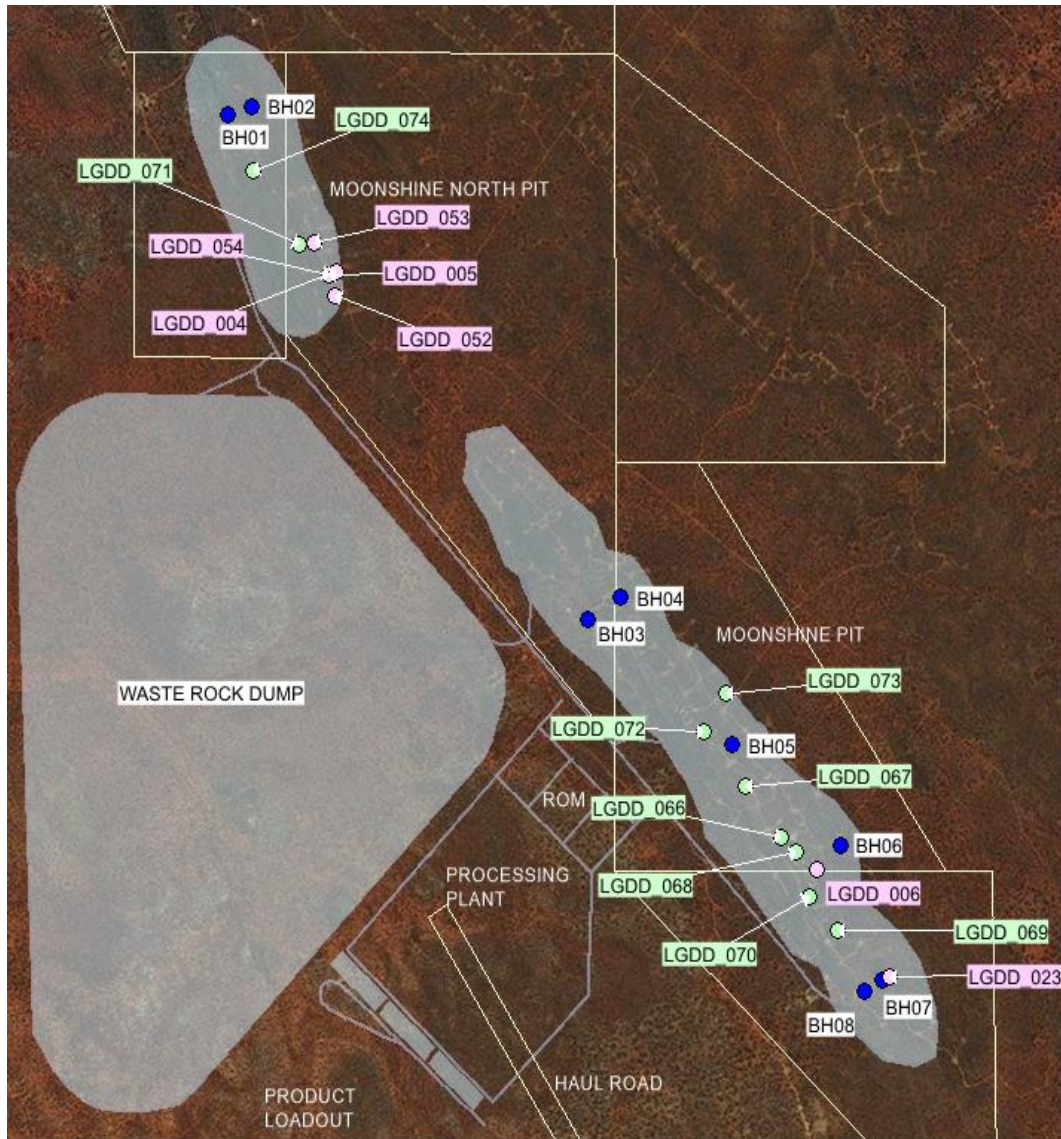 BH02
BH01
LGDD_074
LGDD_071
MOONSHINE NORTH PIT
LGDD_053
LGDD_054
LGDD_005
LGDD_004
LGDD_052
BH04
BH03
MOONSHINE PIT
WASTE ROCK DUMP
LGDD_073
LGDD_072
BH05
LGDD_067
ROM
LGDD_066
BH06
PROCESSING
PLANT
LGDD_068
LGDD_006
LGDD_069
LGDD_070
LGDD_023
BH07
BH08
HAUL ROAD
PRODUCT
LOADOUT